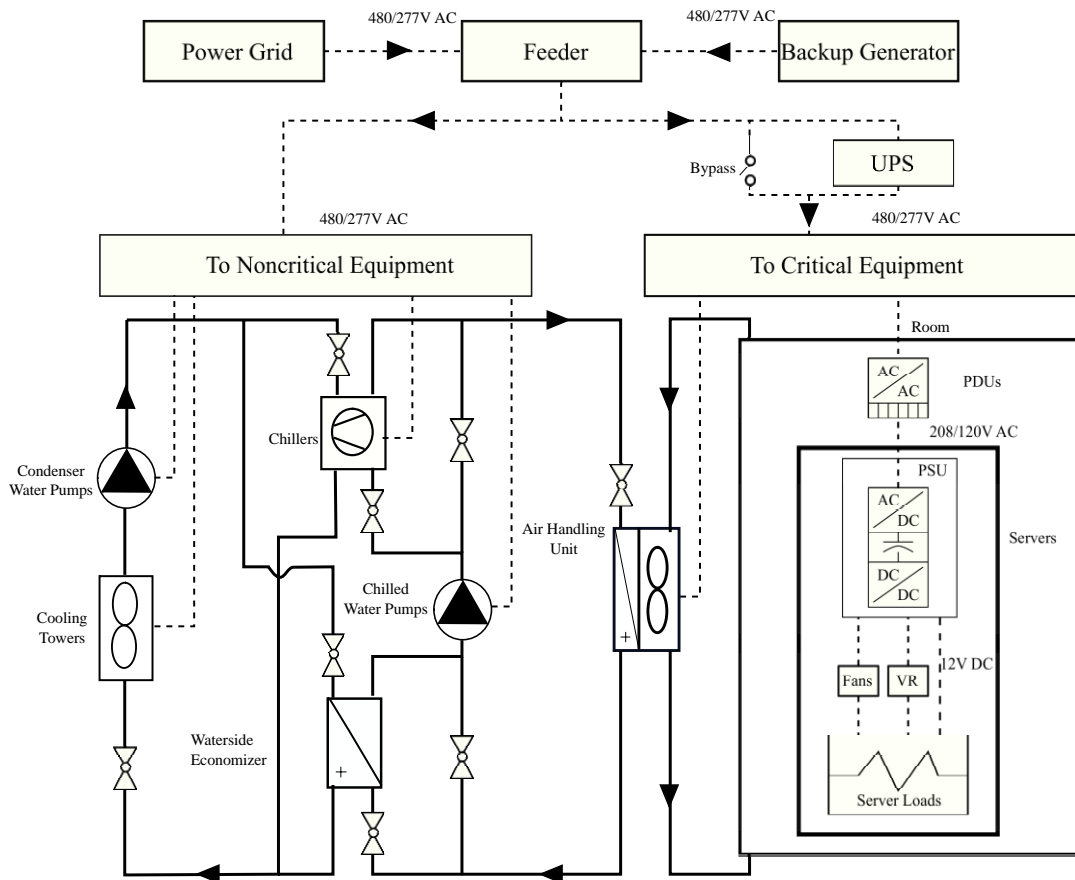 480/277V AC
480/277V AC
Power Grid
Feeder
Backup Generator
Bypass
UPS
480/277V AC
480/277V AC
To Noncritical Equipment
To Critical Equipment
Room
AC
AC
PDUs
Chillers
208/120V AC
Condenser
Water Pumps
PSU
AC
DC
Air Handling
Unit
Servers
DC
DC
Chilled
Water Pumps
Cooling
Towers
+
12V DC
Fans
VR
Waterside
Economizer
+
Server Loads